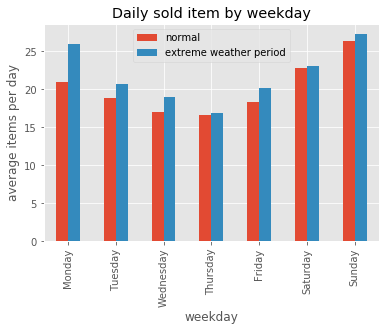 Daily sold item by weekday
normal
extreme weather period
average items per day
25
20
15
10
5
0
Monday
Tuesday
Wednesday
Thursday
Friday
Saturday
Sunday
weekday